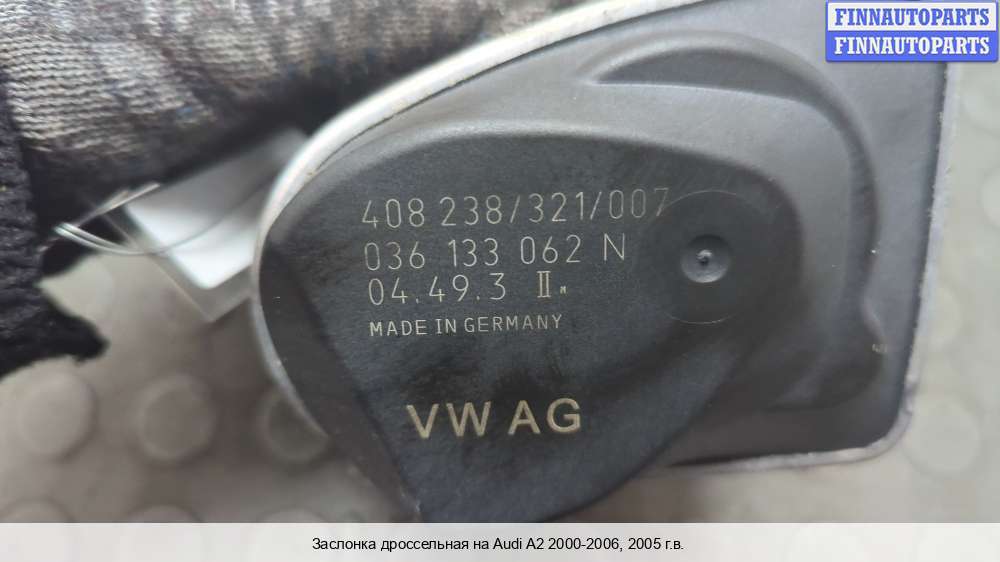 FINNAUTOPARTS
FINNAUTOPARTS
408 238/321/007
036 133 062 N
04.49.3 II M
MADE IN GERMANY
VW AG
Заслонка дроссельная на Audi A2 2000-2006, 2005 г.в.